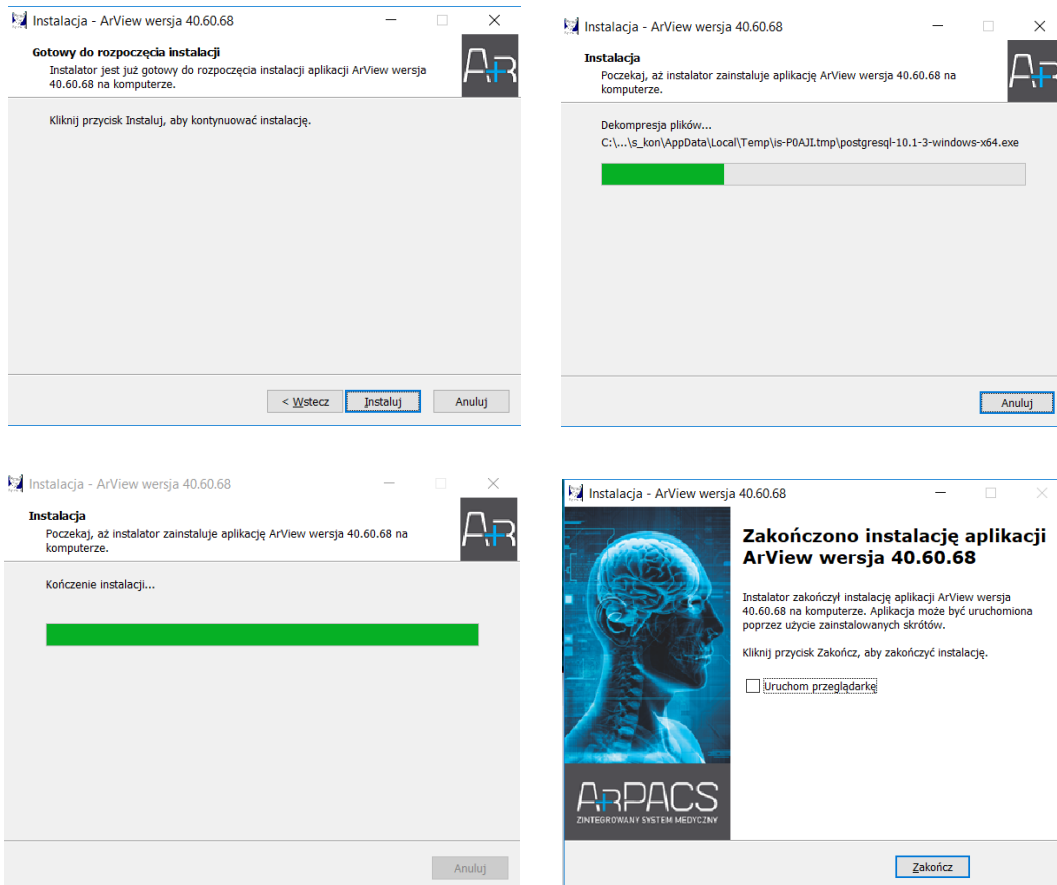 Instalacja - ArView wersja 40.60.68
Gotowy do rozpoczęcia instalacji
Instalator jest już gotowy do rozpoczęcia instalacji aplikacji ArView wersja
40.60.68 na komputerze.
A+R
Kliknij przycisk Instaluj, aby kontynuować instalację.
< Wstecz
Instaluj
Anuluj
Instalacja - ArView wersja 40.60.68
Instalacja
Poczekaj, aż instalator zainstaluje aplikację ArView wersja 40.60.68 na
komputerze.
A+R
Dekompresja plików...
C:\...\s_kon\AppData\Local\Temp\is-P0AJI.tmp\postgresql-10.1-3-windows-x64.exe
Anuluj
Instalacja - ArView wersja 40.60.68
Instalacja
Poczekaj, aż instalator zainstaluje aplikację ArView wersja 40.60.68 na
komputerze.
A+R
Kończenie instalacji...
Anuluj
Instalacja - ArView wersja 40.60.68
Zakończono instalację aplikacji
ArView wersja 40.60.68
Instalator zakończył instalację aplikacji ArView wersja
40.60.68 na komputerze. Aplikacja może być uruchomiona
poprzez użycie zainstalowanych skrótów.
Kliknij przycisk Zakończ, aby zakończyć instalację.
Uruchom przeglądarkę
A+RPACS
ZINTEGROWANY SYSTEM MEDYCZNY
Zakończ